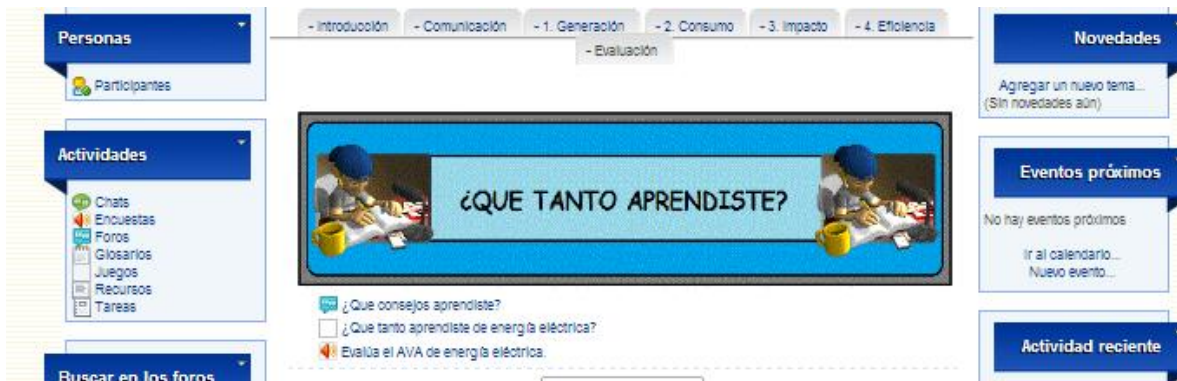 Personas
Participantes
Actividades
Chats
Encuestas
Foros
Glosarios
Juegos
Recursos
Tareas
Buscar en los foros
- Introducción
- Comunicación
- 1. Generación
- 2. Consumo
- 3. Impacto
- 4. Eficiencia
- Evaluación
¿QUE TANTO APRENDISTE?
¿Que consejos aprendiste?
¿Que tanto aprendiste de energía eléctrica?
Evalúa el AVA de energía eléctrica.
Novedades
Agregar un nuevo tema...
(Sin novedades aún)
Eventos próximos
No hay eventos próximos
Ir al calendario...
Nuevo evento...
Actividad reciente